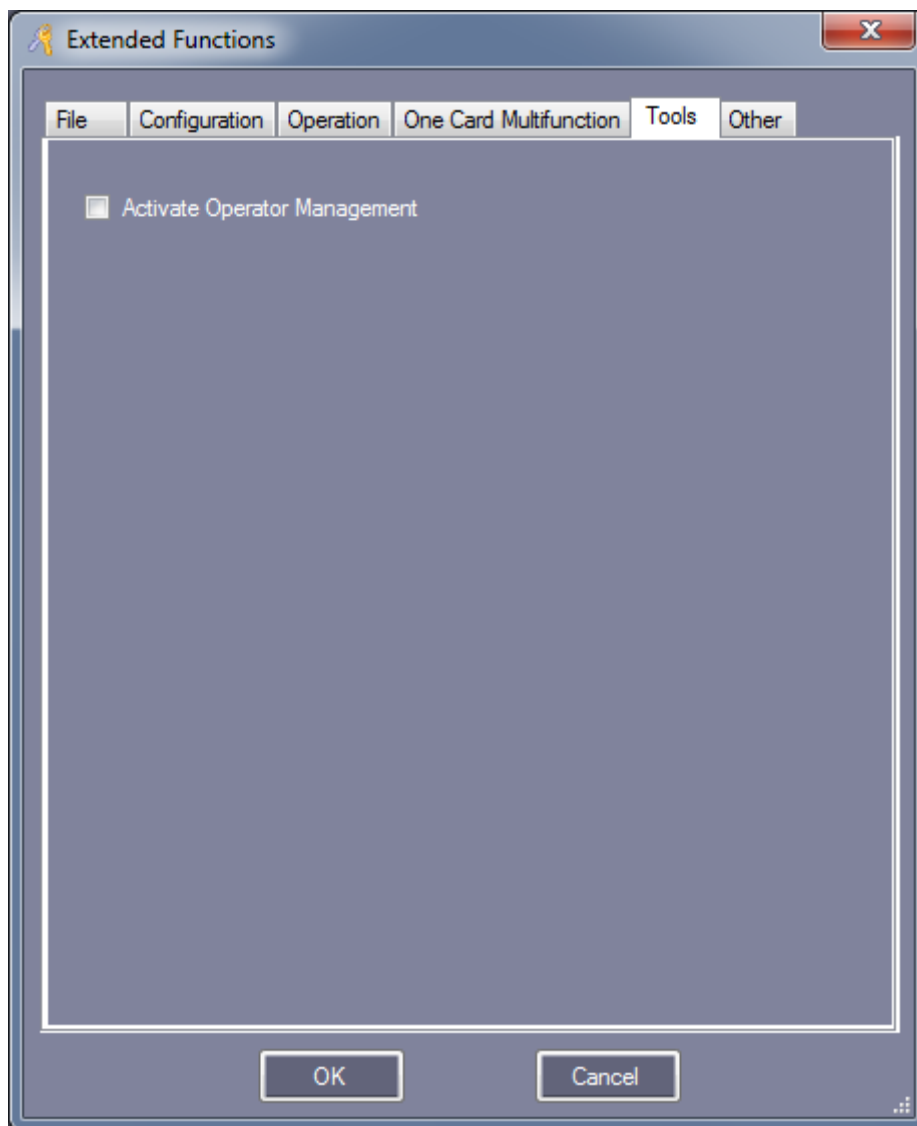 Extended Functions
File Configuration Operation One Card Multifunction Tools Other
Activate Operator Management
OK Cancel